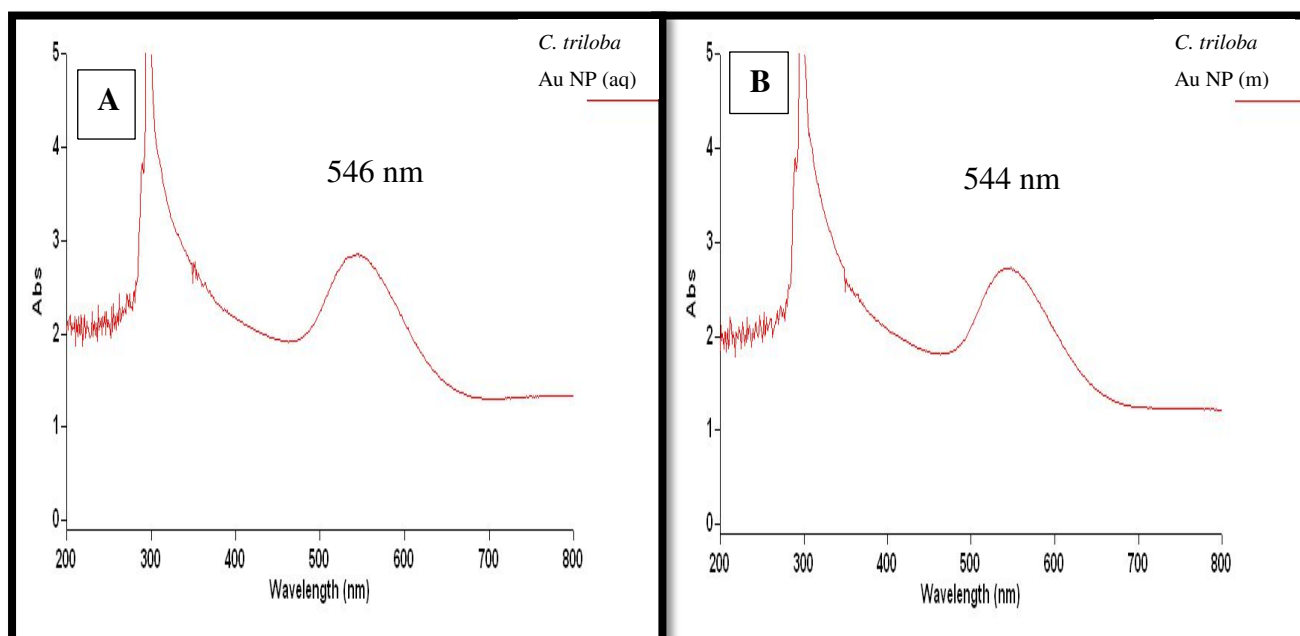 C. triloba
Au NP (aq)
A
546 nm
5
4
3
2
1
0
Abs
200 300 400 500 600 700 800
Wavelength (nm)
C. triloba
Au NP (m)
B
544 nm
5
4
3
2
1
0
Abs
200 300 400 500 600 700 800
Wavelength (nm)